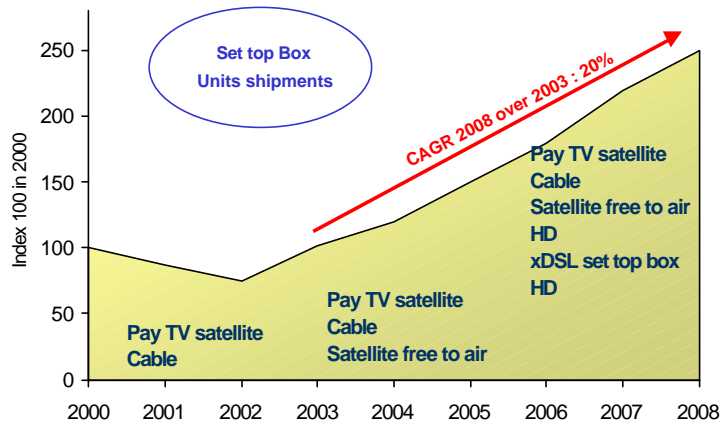 Set top Box
Units shipments
CAGR 2008 over 2003 : 20%
Index 100 in 2000
250
200
150
100
50
0
Pay TV satellite
Cable
Pay TV satellite
Cable
Satellite free to air
Pay TV satellite
Cable
Satellite free to air
HD
xDSL set top box
HD
2000 2001 2002 2003 2004 2005 2006 2007 2008